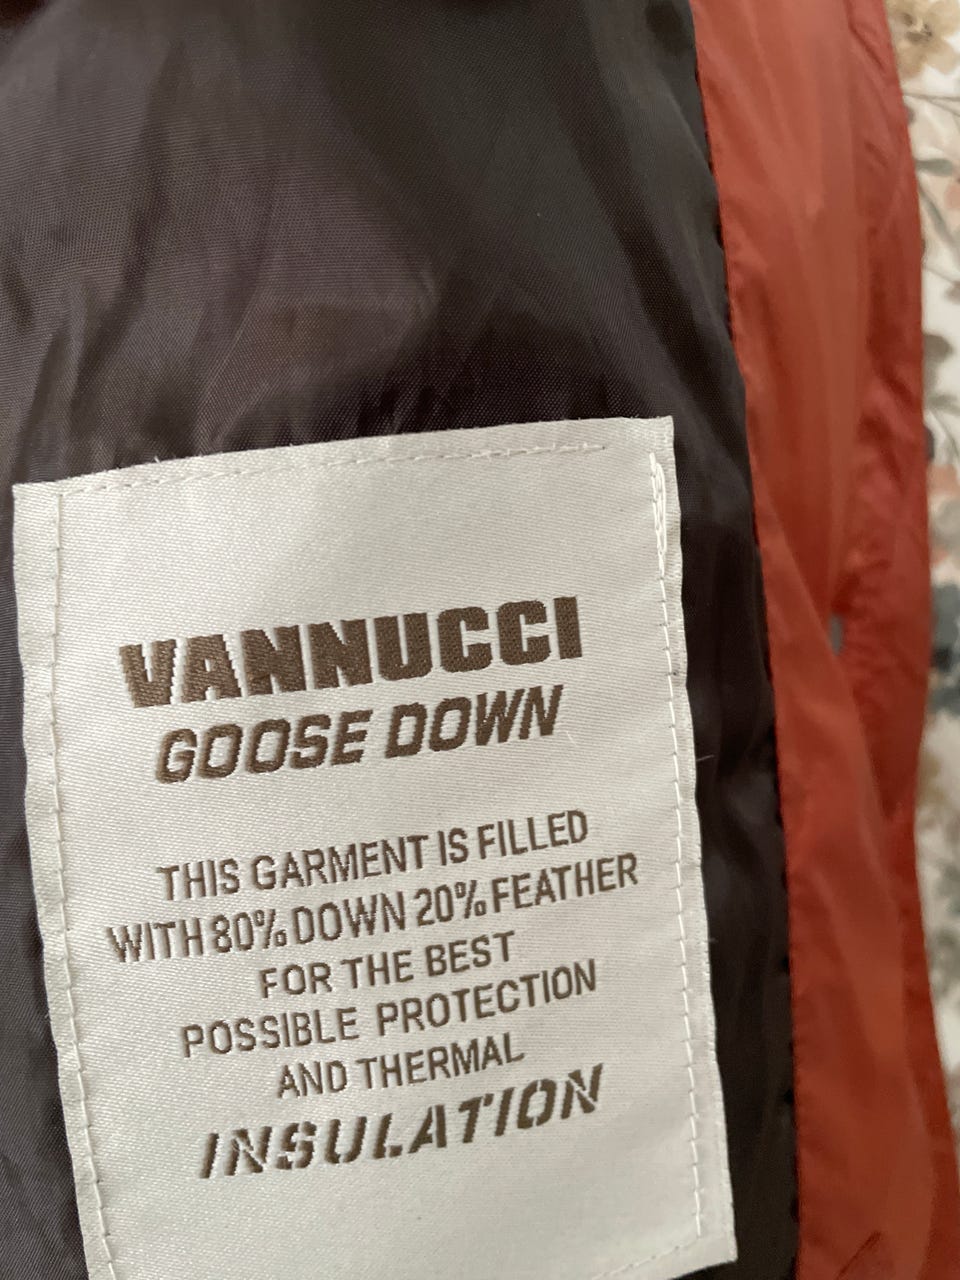 VANNUCCI
GOOSE DOWN
THIS GARMENT IS FILLED
WITH 80% DOWN 20% FEATHER
FOR THE BEST
POSSIBLE PROTECTION
AND THERMAL
INSULATION